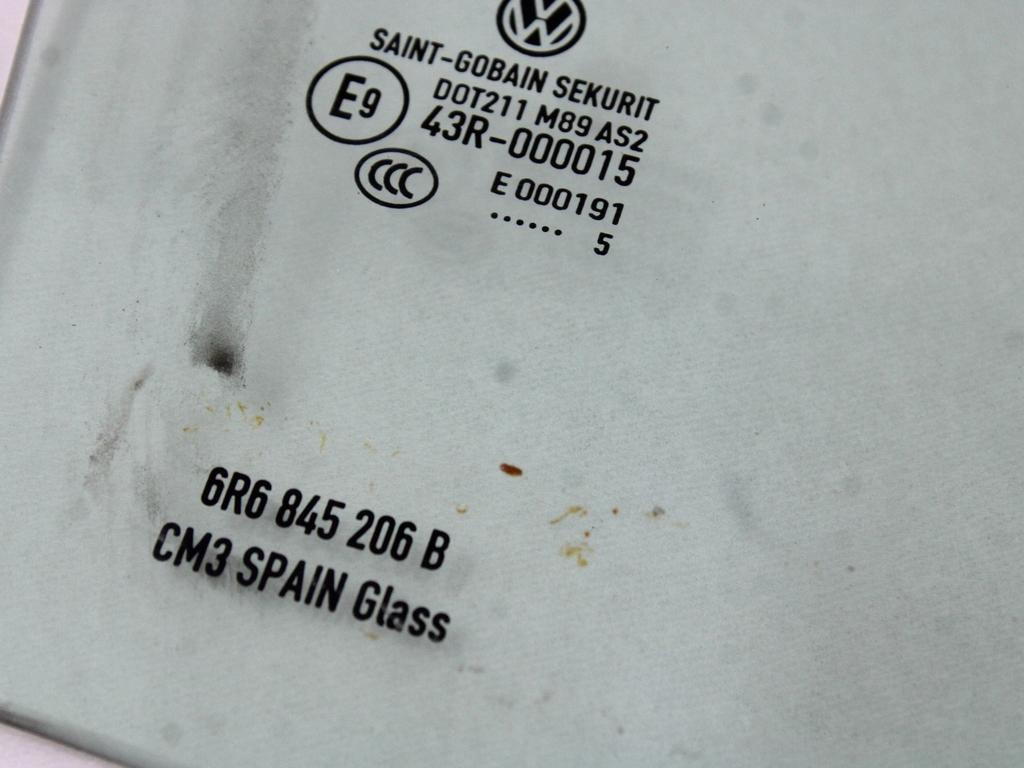 SAINT-GOBAIN SEKURIT
DOT211 M89 AS2
E9 43R-000015
CCC E 000191
...... 5
6R6 845 206 B
CM3 SPAIN Glass